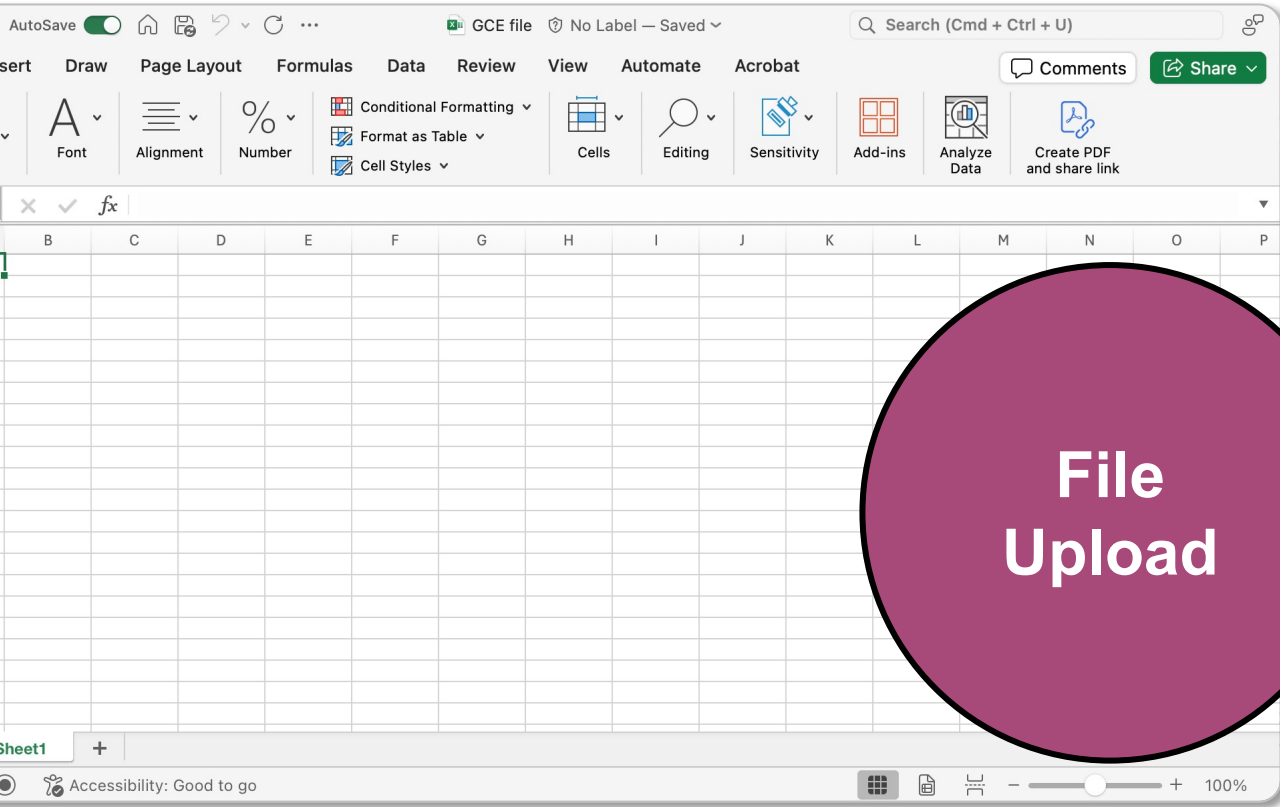 AutoSave
GCE file
No Label — Saved
Search (Cmd + Ctrl + U)
sert Draw Page Layout Formulas Data Review View Automate Acrobat
Comments
Share
Font
Alignment
%
Number
Conditional Formatting
Format as Table
Cell Styles
Cells
Editing
Sensitivity
Add-ins
Analyze
Data
Create PDF
and share link
fx
B C D E F G H I J K L M N O P
File
Upload
Sheet1
Accessibility: Good to go
100%